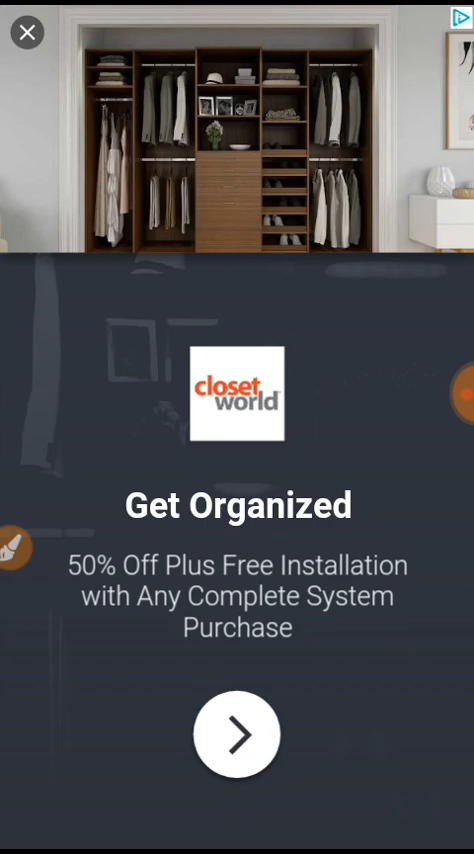 closet
world
Get Organized
50% Off Plus Free Installation
with Any Complete System
Purchase